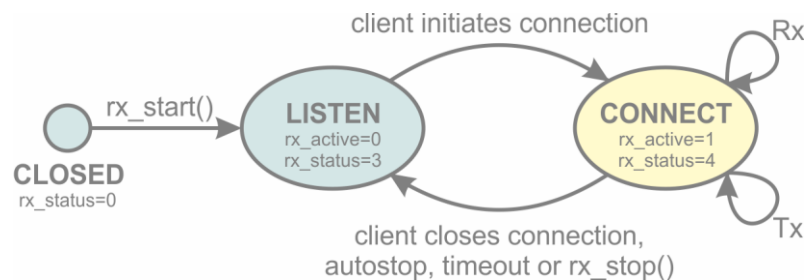 client initiates connection
Rx
rx_start()
LISTEN
rx_active=0
rx_status=3
CONNECT
rx_active=1
rx_status=4
CLOSED
rx_status=0
Tx
client closes connection,
autostop, timeout or rx_stop()